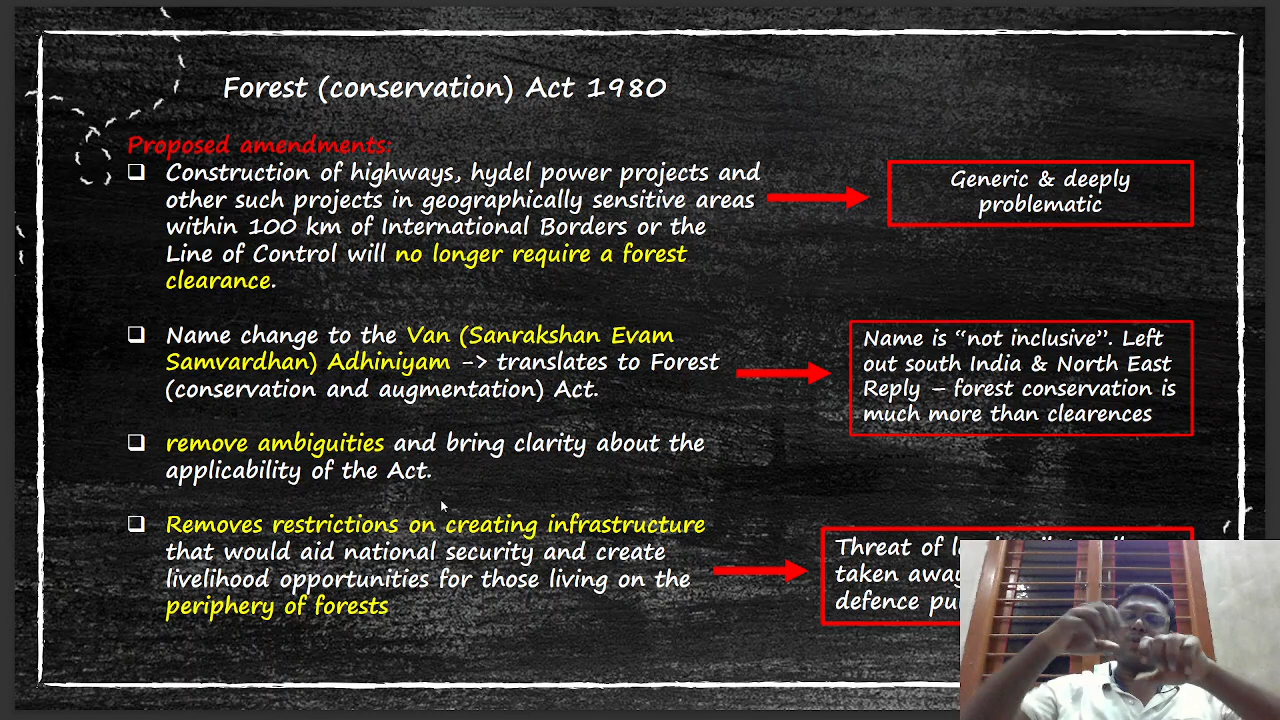 Forest (conservation) Act 1980
Proposed amendments:
Construction of highways, hydel power projects and
other such projects in geographically sensitive areas
within 100 km of International Borders or the
Line of Control will no longer require a forest
clearance.
Generic & deeply
problematic
Name change to the Van (Sanrakshan Evam
Samvardhan) Adhiniyam -> translates to Forest
(conservation and augmentation) Act.
Name is “not inclusive”. Left
out south India & North East
Reply – forest conservation is
much more than clearences
remove ambiguities and bring clarity about the
applicability of the Act.
Removes restrictions on creating infrastructure
that would aid national security and create
livelihood opportunities for those living on the
periphery of forests
Threat of
taken away
defence